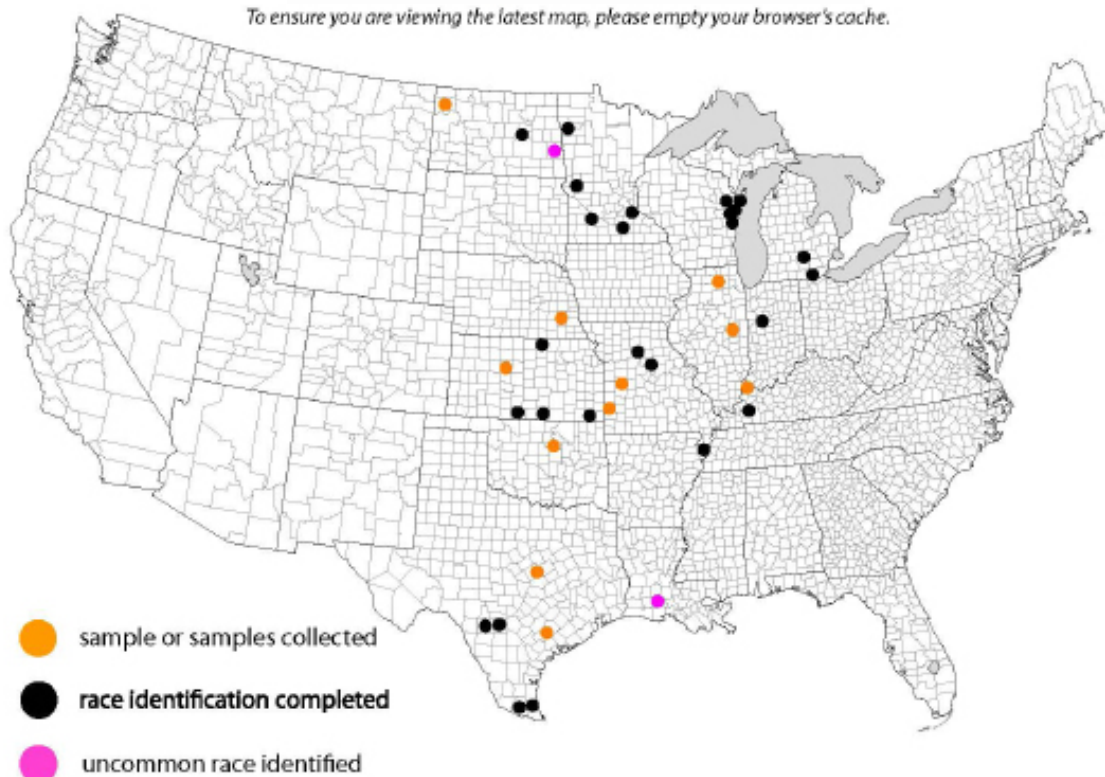 To ensure you are viewing the latest map, please empty your browser's cache.
sample or samples collected
race identification completed
uncommon race identified